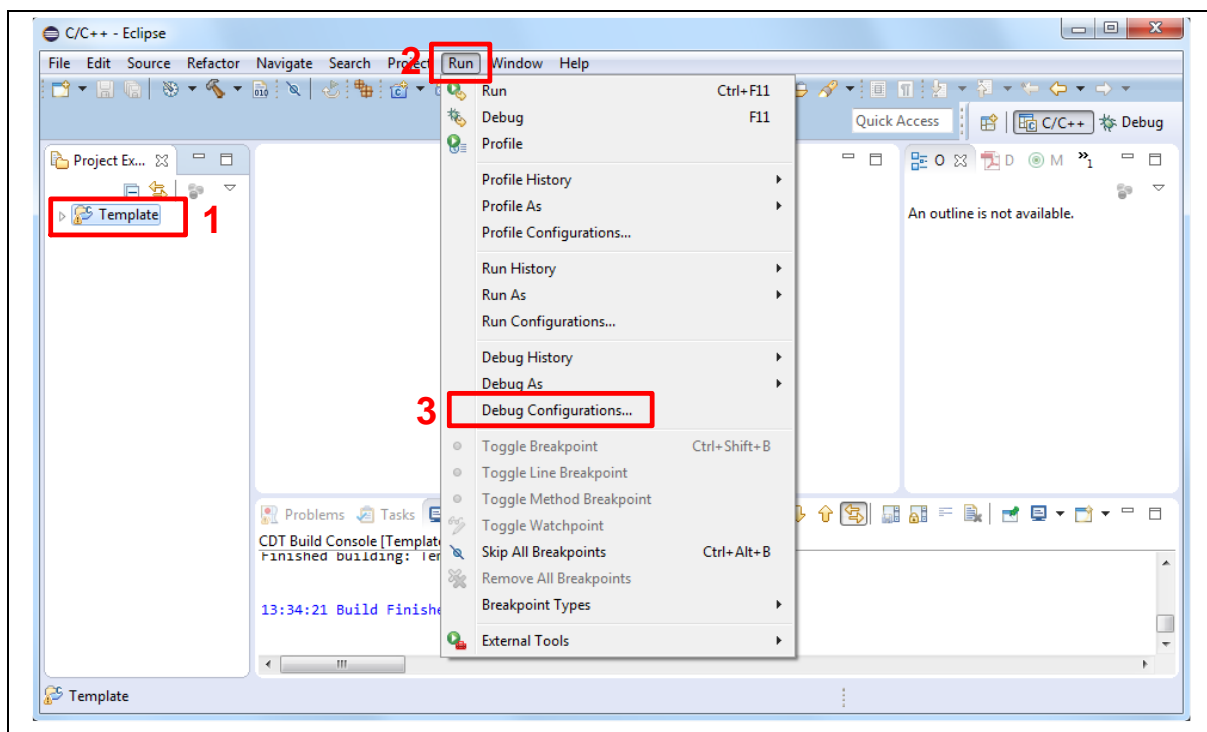 C/C++ - Eclipse
File Edit Source Refactor Navigate Search Project Run Window Help
2
Quick Access
C/C++
Debug
Project Ex...
Template
1
Run Ctrl+F11
Debug F11
Profile
Profile History
Profile As
Profile Configurations...
Run History
Run As
Run Configurations...
Debug History
Debug As
3
Debug Configurations...
Toggle Breakpoint Ctrl+Shift+B
Toggle Line Breakpoint
Toggle Method Breakpoint
Toggle Watchpoint
Skip All Breakpoints Ctrl+Alt+B
Remove All Breakpoints
Breakpoint Types
External Tools
O D M »1
An outline is not available.
Problems Tasks
CDT Build Console [Templat
Finished building: Te
13:34:21 Build Finishe
Template